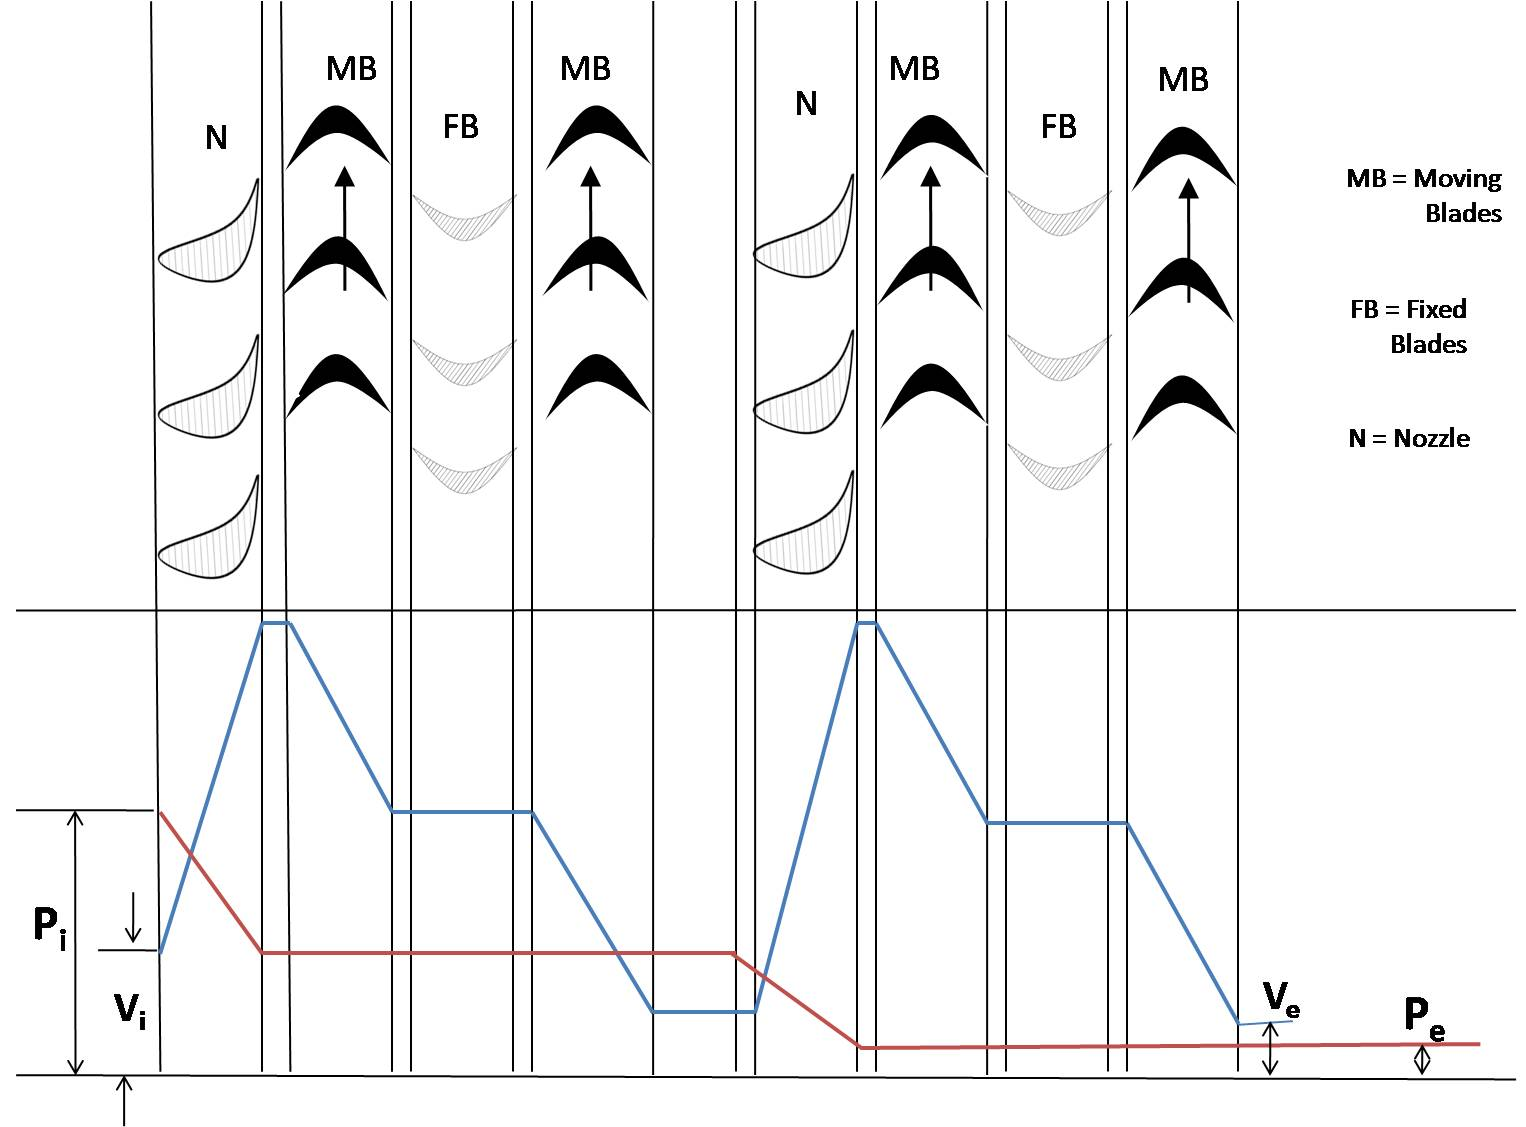 MB
MB
MB
MB
N
FB
N
FB
MB = Moving
Blades
FB = Fixed
Blades
N = Nozzle
Pi
Vi
Ve
Pe